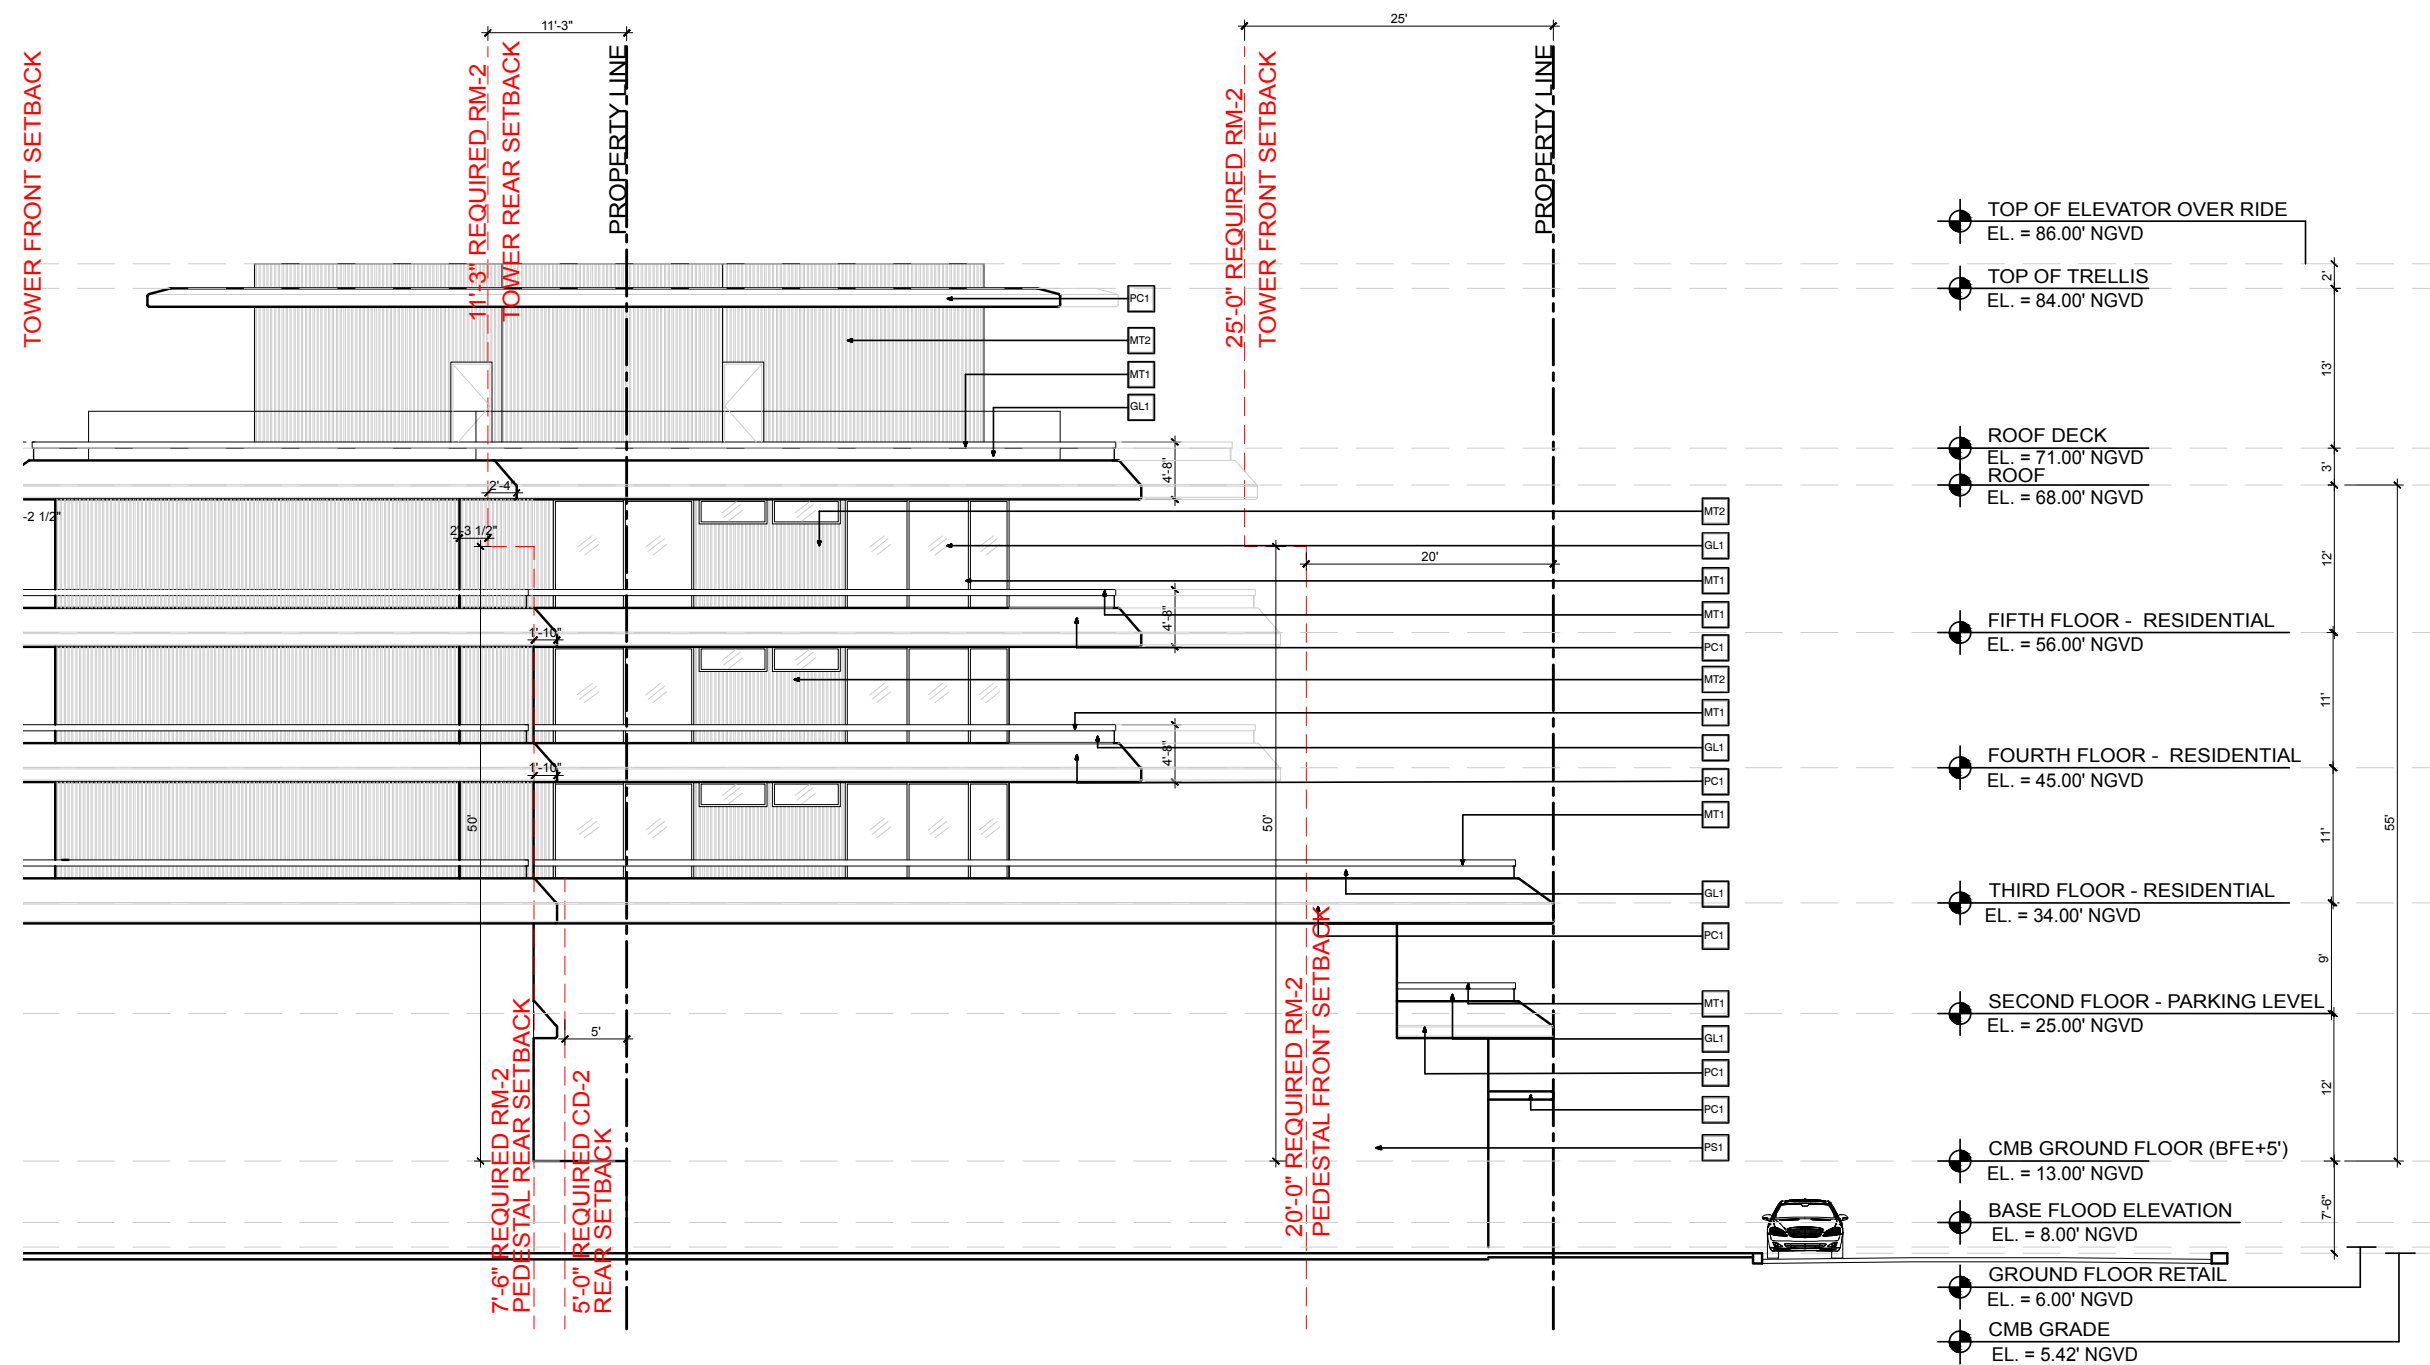 11'-3"
25'
TOWER FRONT SETBACK
11'-3" REQUIRED RM-2
TOWER REAR SETBACK
PROPERTY LINE
25'-0" REQUIRED RM-2
TOWER FRONT SETBACK
PROPERTY LINE
TOP OF ELEVATOR OVER RIDE
EL. = 86.00' NGVD
2'
TOP OF TRELLIS
EL. = 84.00' NGVD
PC1
MT2
MT1
GL1
13'
ROOF DECK
EL. = 71.00' NGVD
3'
ROOF
EL. = 68.00' NGVD
4'-8"
2'-4"
-2 1/2"
2'-3 1/2"
MT2
GL1
20'
12'
MT1
MT1
4'-8"
FIFTH FLOOR - RESIDENTIAL
EL. = 56.00' NGVD
1'-10"
PC1
MT2
11'
MT1
GL1
4'-8"
FOURTH FLOOR - RESIDENTIAL
EL. = 45.00' NGVD
1'-10"
PC1
MT1
50'
50'
55'
11'
GL1
THIRD FLOOR - RESIDENTIAL
EL. = 34.00' NGVD
PC1
9'
MT1
SECOND FLOOR - PARKING LEVEL
EL. = 25.00' NGVD
5'
GL1
PC1
12'
PC1
PS1
7'-6" REQUIRED RM-2
PEDESTAL REAR SETBACK
5'-0" REQUIRED CD-2
REAR SETBACK
20'-0" REQUIRED RM-2
PEDESTAL FRONT SETBACK
CMB GROUND FLOOR (BFE+5')
EL. = 13.00' NGVD
7'-6"
BASE FLOOD ELEVATION
EL. = 8.00' NGVD
GROUND FLOOR RETAIL
EL. = 6.00' NGVD
CMB GRADE
EL. = 5.42' NGVD